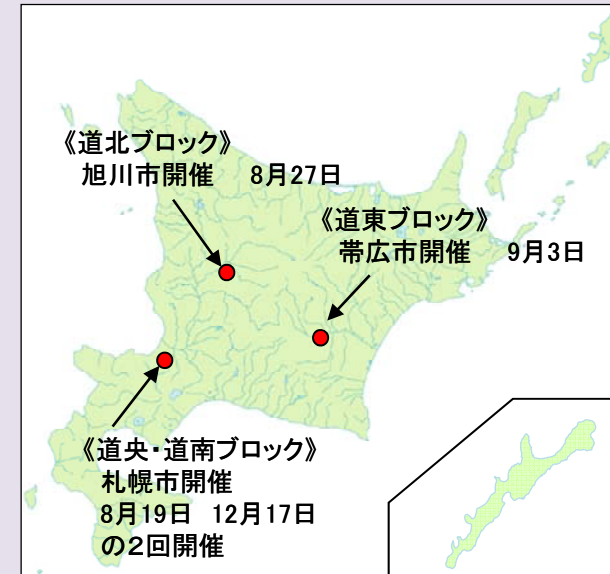 《道北ブロック》
旭川市開催　8月27日
《道東ブロック》
帯広市開催　9月3日
《道央・道南ブロック》
札幌市開催
8月19日　12月17日
の２回開催